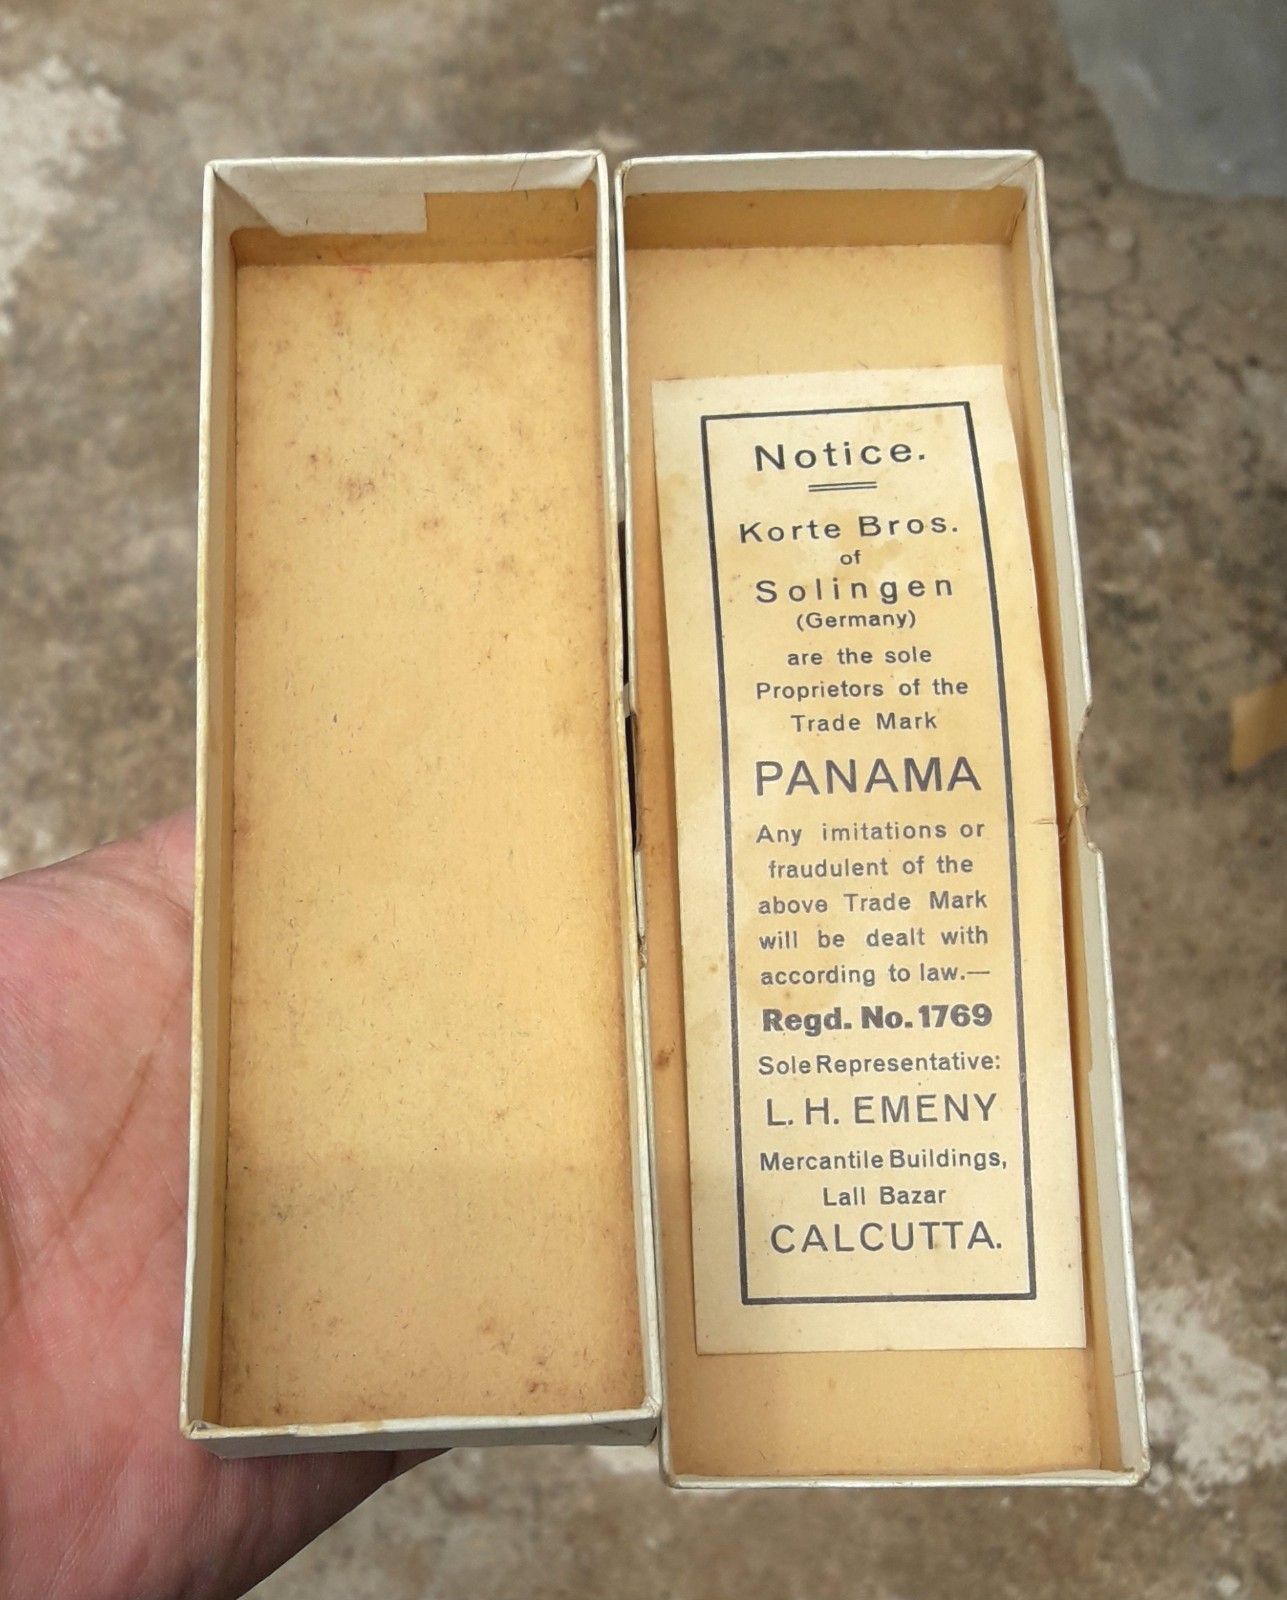 Notice.
Korte Bros.
of
Solingen
(Germany)
are the sole
Proprietors of the
Trade Mark
PANAMA
Any imitations or
fraudulent of the
above Trade Mark
will be dealt with
according to law.—
Regd. No. 1769
Sole Representative:
L. H. EMENY
Mercantile Buildings,
Lall Bazar
CALCUTTA.